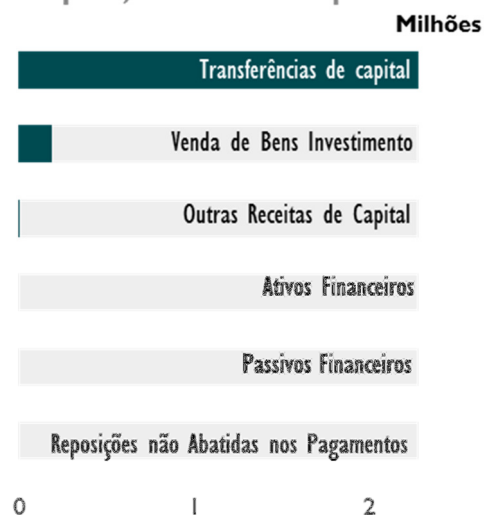 Milhões
Transferências de capital
Venda de Bens Investimento
Outras Receitas de Capital
Ativos Financeiros
Passivos Financeiros
Reposições não Abatidas nos Pagamentos
0 1 2